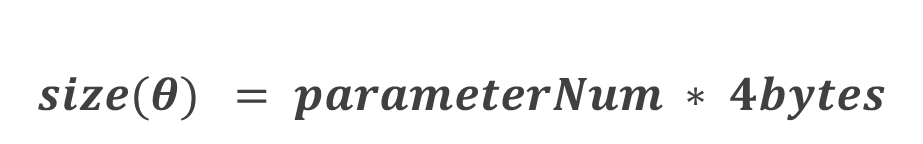 size(θ) = parameterNum * 4bytes